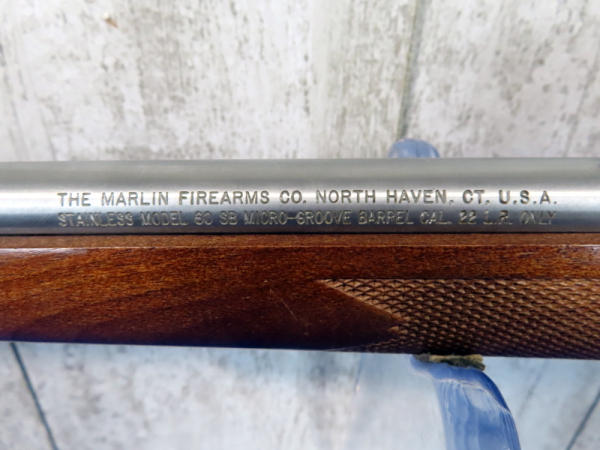 THE MARLIN FIREARMS CO. NORTH HAVEN, CT. U.S.A.
STAINLESS MODEL 60 SB MICRO-GROOVE BARREL CAL. 22 L.R. ONLY